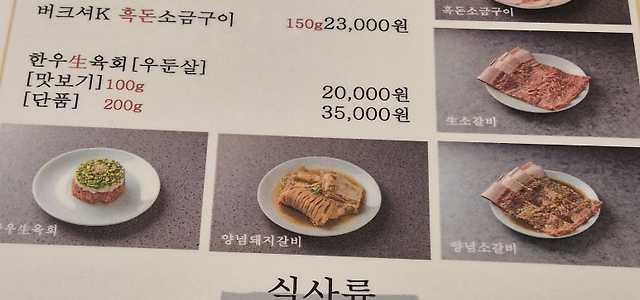 버크셔K 흑돈소금구이 150g 23,000원
한우生육회[우둔살]
[맛보기] 100g 20,000원
[단품] 200g 35,000원
흑돈소금구이
生소갈비
우生육회
양념돼지갈비
양념소갈비
식사류